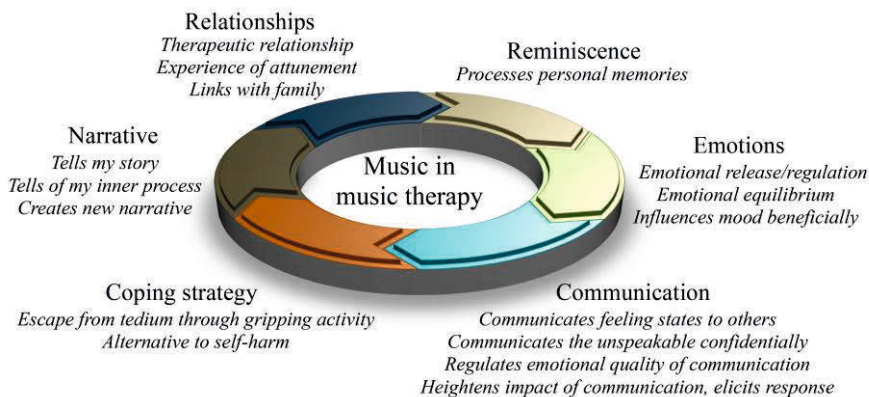 Relationships
Therapeutic relationship
Experience of attunement
Links with family
Reminiscence
Processes personal memories
Narrative
Tells my story
Tells of my inner process
Creates new narrative
Music in
music therapy
Emotions
Emotional release/regulation
Emotional equilibrium
Influences mood beneficially
Coping strategy
Escape from tedium through gripping activity
Alternative to self-harm
Communication
Communicates feeling states to others
Communicates the unspeakable confidentially
Regulates emotional quality of communication
Heightens impact of communication, elicits response